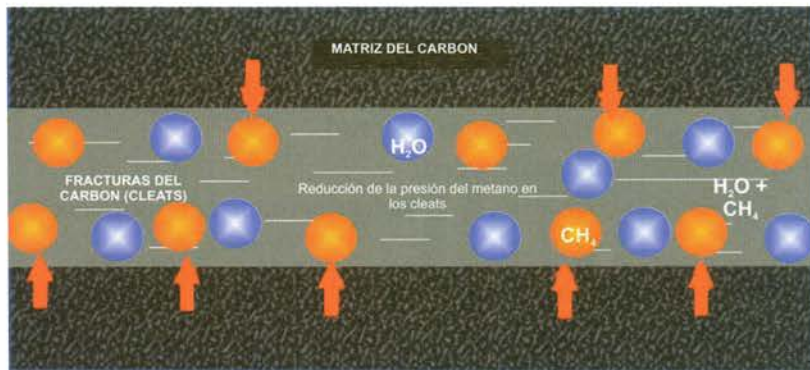 MATRIZ DEL CARBON
H₂O
FRACTURAS DEL
CARBON (CLEATS)
Reducción de la presión del metano en
los cleats
H₂O +
CH₄
CH₄